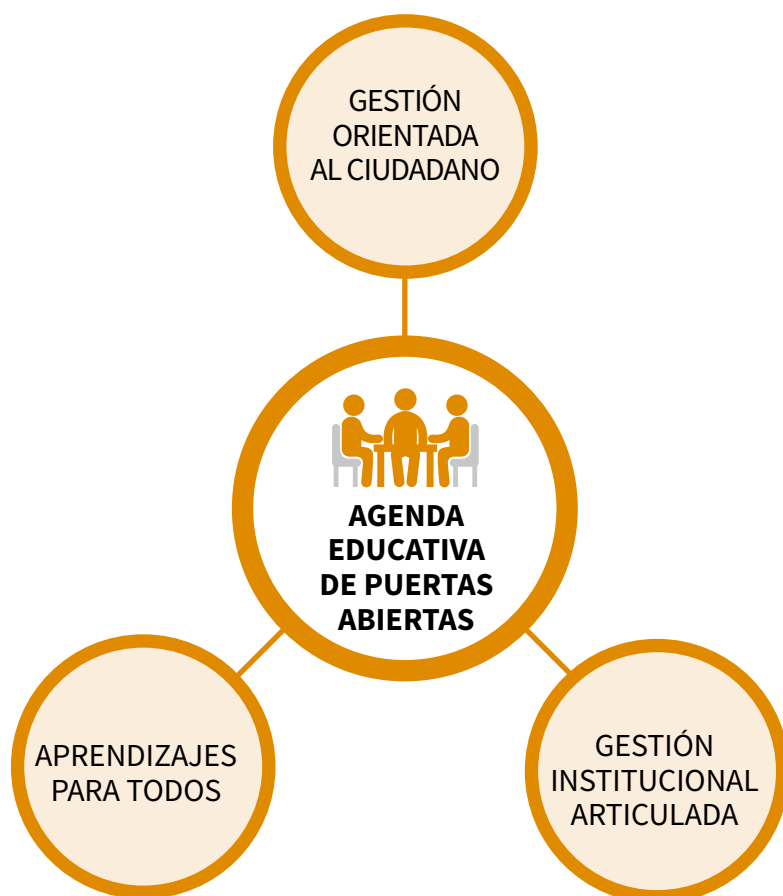 GESTIÓN
ORIENTADA
AL CIUDADANO
AGENDA
EDUCATIVA
DE PUERTAS
ABIERTAS
APRENDIZAJES
PARA TODOS
GESTIÓN
INSTITUCIONAL
ARTICULADA